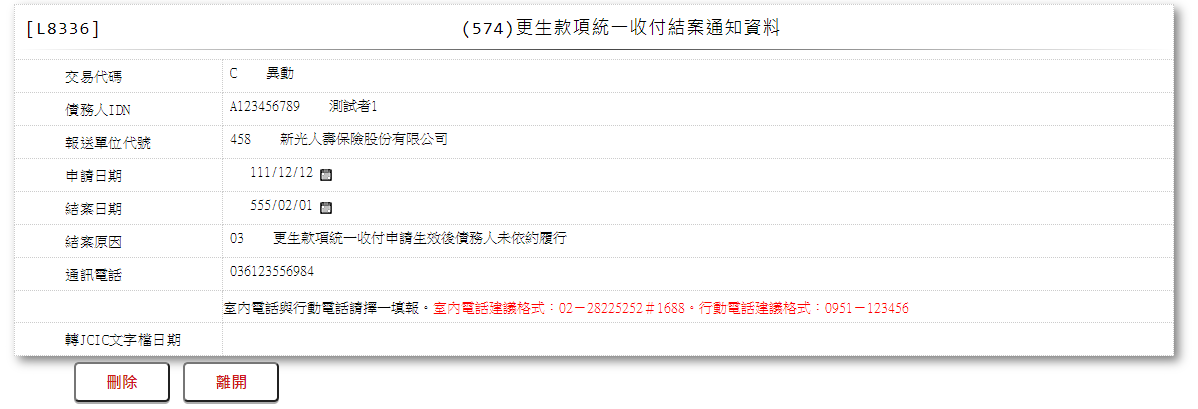 [L8336]
(574)更生款項統一收付結案通知資料
交易代碼 C 異動
債務人IDN A123456789 測試者1
報送單位代號 458 新光人壽保險股份有限公司
申請日期 111/12/12
結案日期 555/02/01
結案原因 03 更生款項統一收付申請生效後債務人未依約履行
通訊電話 036123556984
室內電話與行動電話請擇一填報。室內電話建議格式：02－28225252＃1688。行動電話建議格式：0951－123456
轉JCIC文字檔日期
刪除 離開